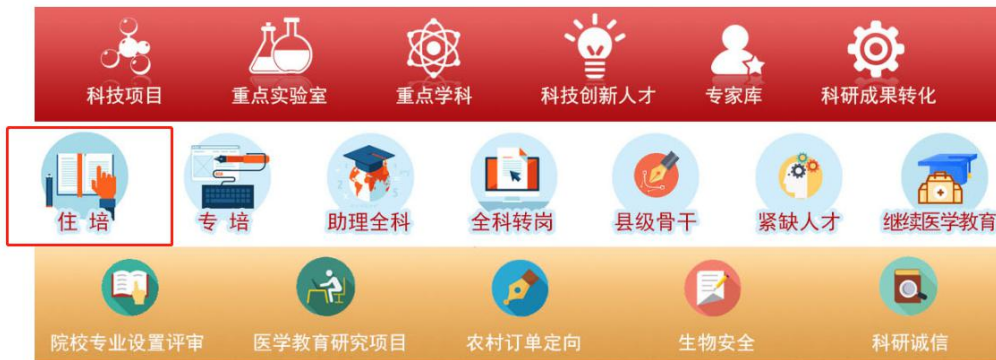 科技项目 重点实验室 重点学科 科技创新人才 专家库 科研成果转化
住培 专培 助理全科 全科转岗 县级骨干 紧缺人才 继续医学教育
院校专业设置评审 医学教育研究项目 农村订单定向 生物安全 科研诚信